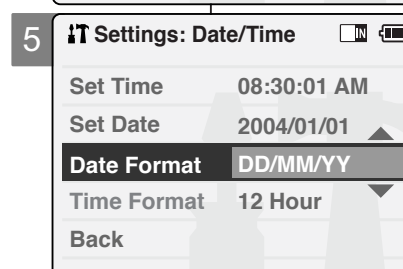 5
Settings: Date/Time IN
Set Time 08:30:01 AM
Set Date 2004/01/01
Date Format DD/MM/YY
Time Format 12 Hour
Back